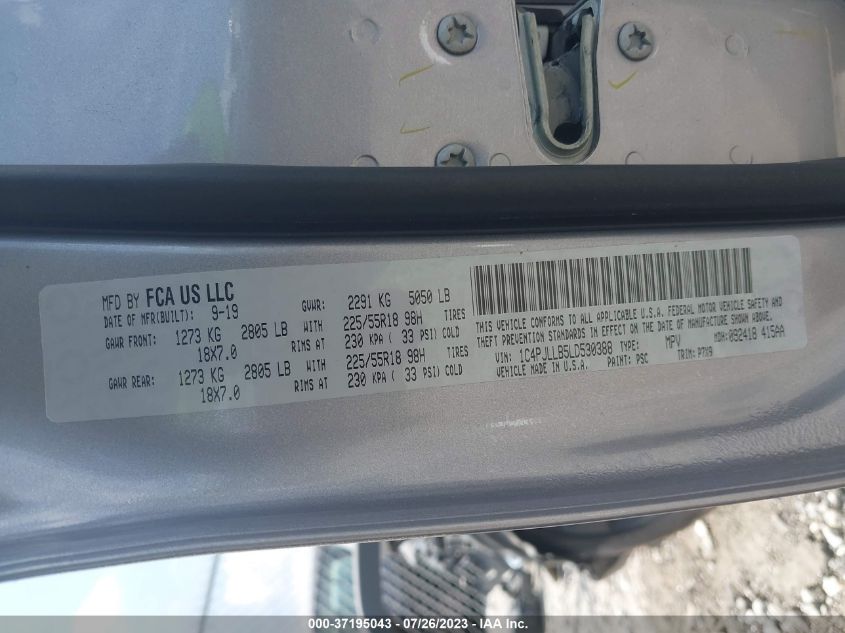 MFD BY FCA US LLC
DATE OF MFR(BUILT): 9-19 GVWR: 2291 KG 5050 LB
GAWR FRONT: 1273 KG 2805 LB WITH 225/55R18 98H TIRES
18X7.0 RIMS AT 230 KPA ( 33 PSI) COLD
GAWR REAR: 1273 KG 2805 LB WITH 225/55R18 98H TIRES
18X7.0 RIMS AT 230 KPA ( 33 PSI) COLD
THIS VEHICLE CONFORMS TO ALL APPLICABLE U.S.A. FEDERAL MOTOR VEHICLE SAFETY AND
THEFT PREVENTION STANDARDS IN EFFECT ON THE DATE OF MANUFACTURE SHOWN ABOVE.
VIN: 1C4PJLLB5LD530388 TYPE: MPV MDH: 092418 415AA
VEHICLE MADE IN U.S.A. PAINT: PSC TRIM: P7X9
000-37195043 / 07/26/2023 - © IAA Inc.